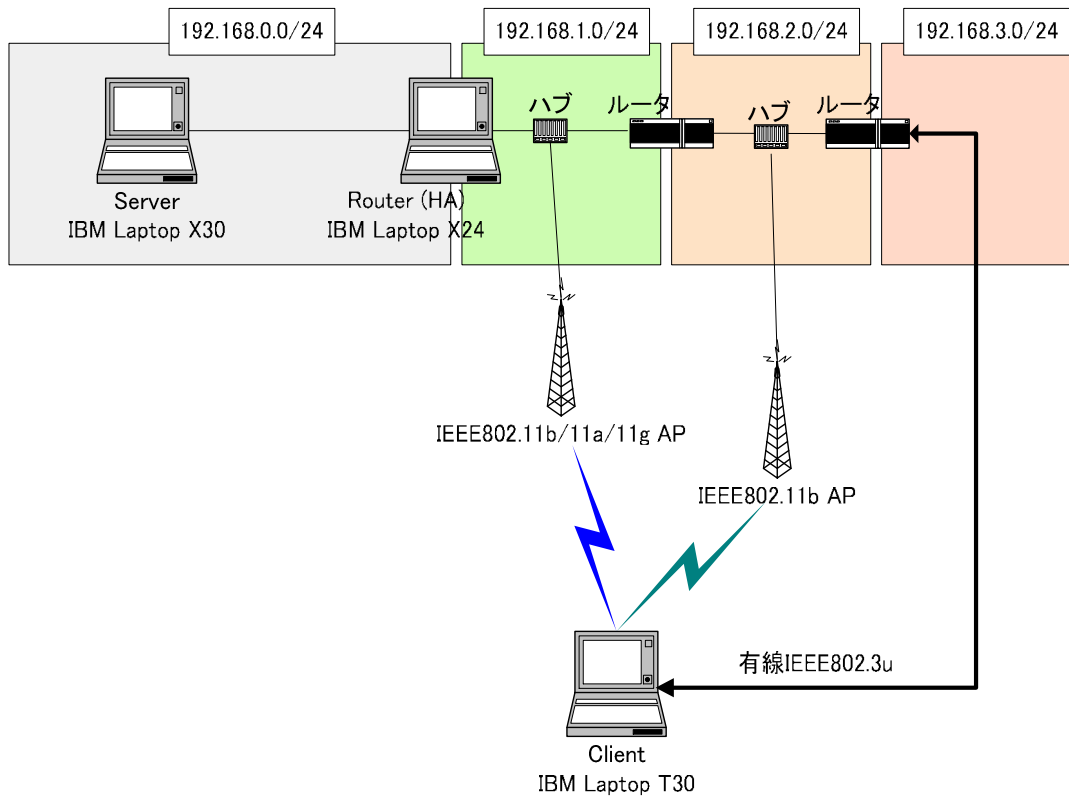 192.168.0.0/24
192.168.1.0/24
192.168.2.0/24
192.168.3.0/24
ハブ
ルータ
ハブ
ルータ
Server
IBM Laptop X30
Router (HA)
IBM Laptop X24
IEEE802.11b/11a/11g AP
IEEE802.11b AP
有線IEEE802.3u
Client
IBM Laptop T30